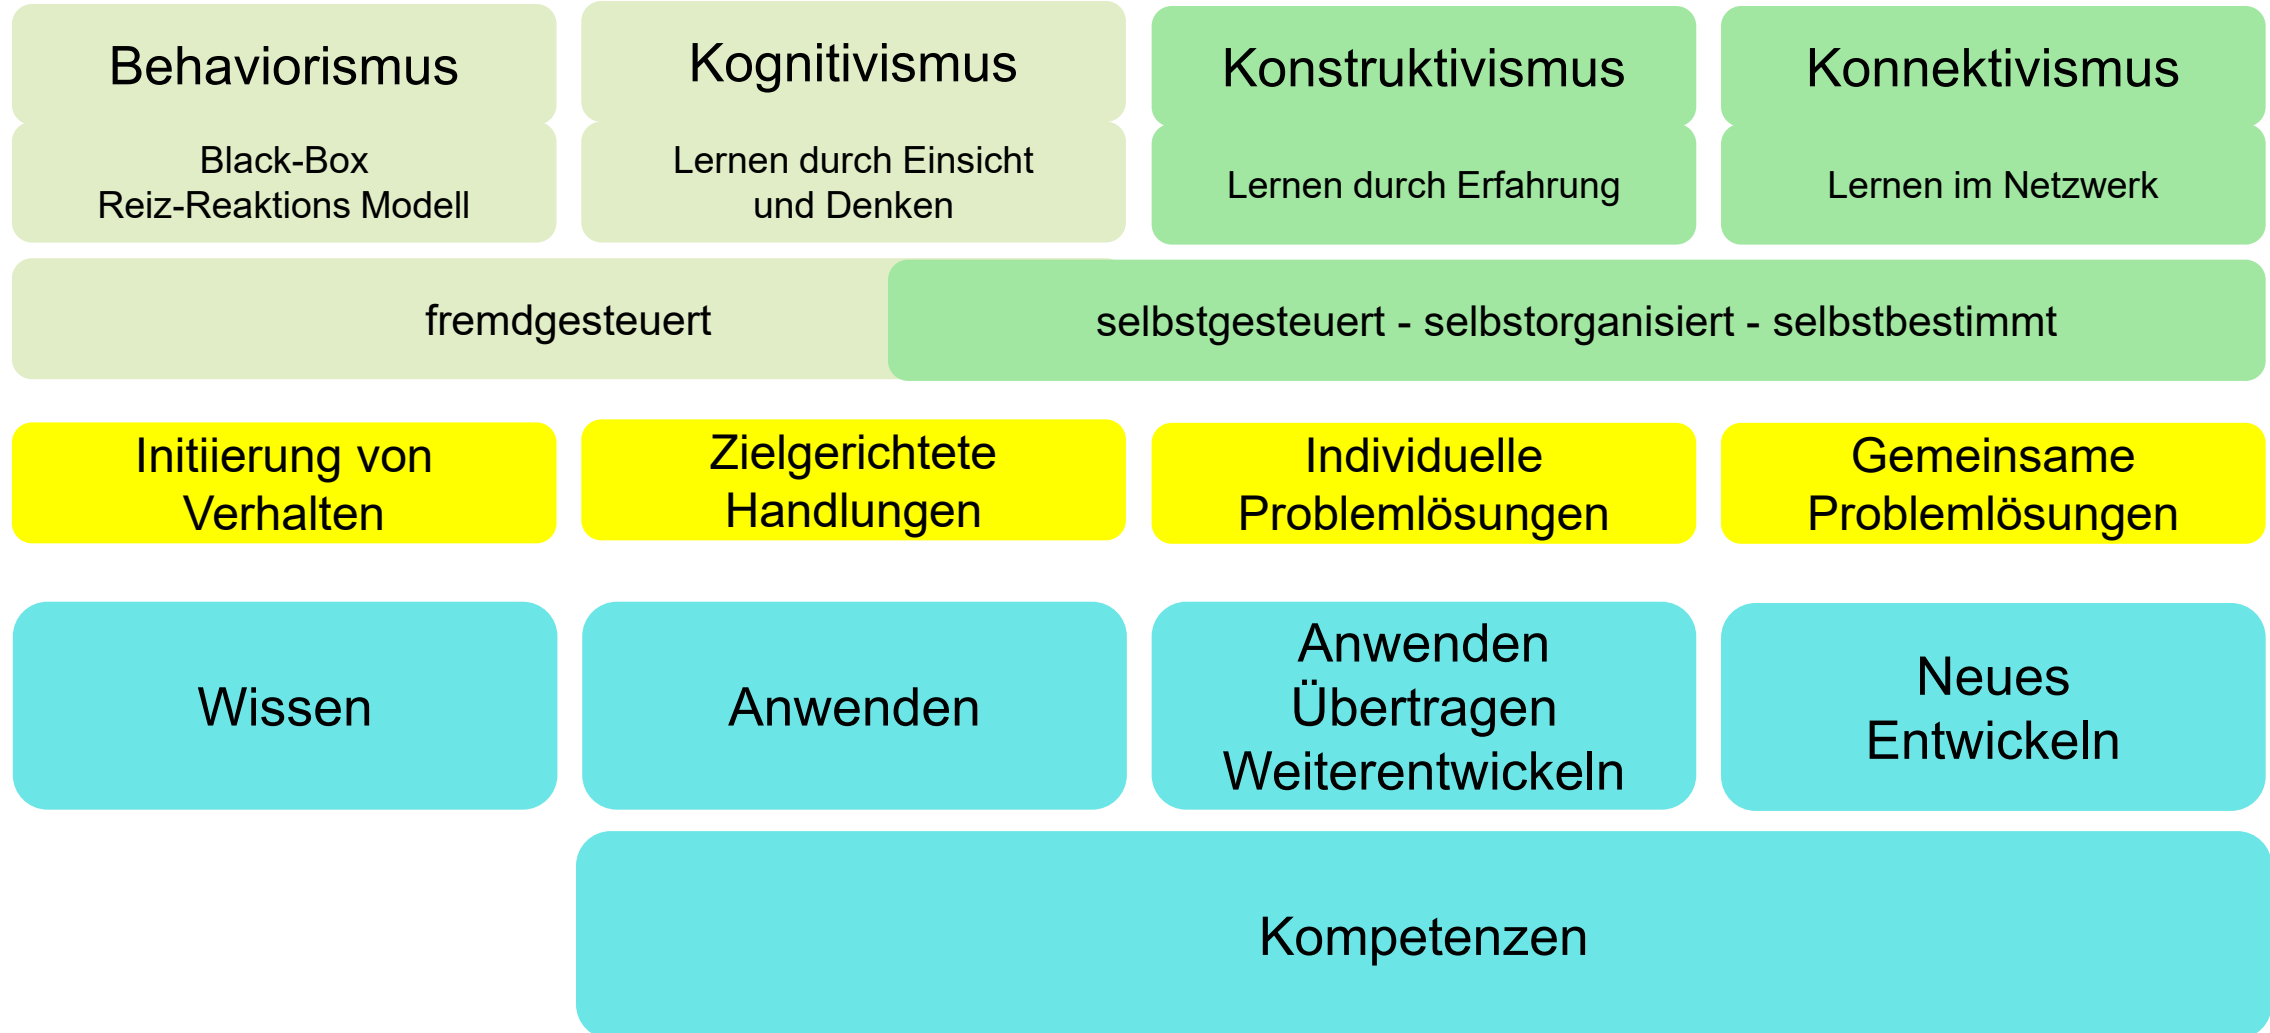 Behaviorismus
Kognitivismus
Konstruktivismus
Konnektivismus
Black-Box
Reiz-Reaktions Modell
Lernen durch Einsicht
und Denken
Lernen durch Erfahrung
Lernen im Netzwerk
fremdgesteuert
selbstgesteuert - selbstorganisiert - selbstbestimmt
Initiierung von
Verhalten
Zielgerichtete
Handlungen
Individuelle
Problemlösungen
Gemeinsame
Problemlösungen
Wissen
Anwenden
Anwenden
Übertragen
Weiterentwickeln
Neues
Entwickeln
Kompetenzen